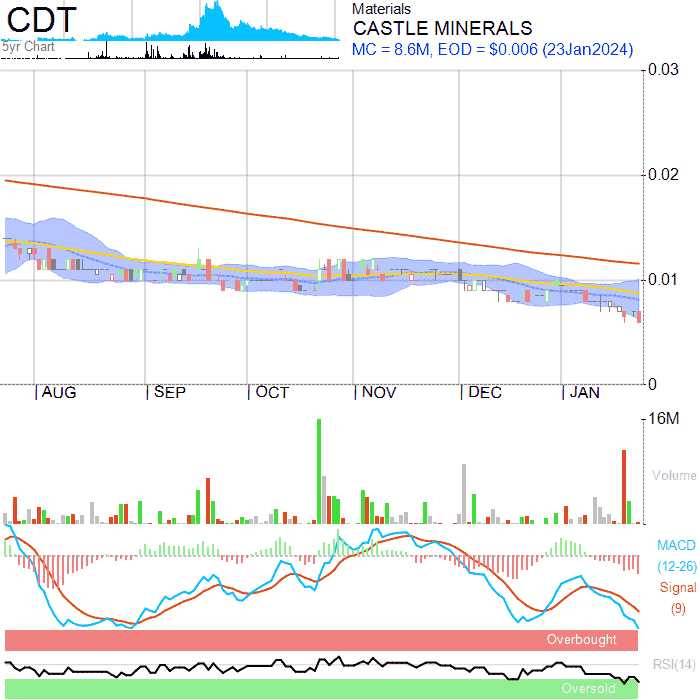 CDT
5yr Chart
Materials
CASTLE MINERALS
MC = 8.6M, EOD = $0.006 (23Jan2024)
0.03
0.02
0.01
0
AUG
SEP
OCT
NOV
DEC
JAN
16M
Volume
MACD
(12-26)
Signal
(9)
Overbought
RSI(14)
Oversold